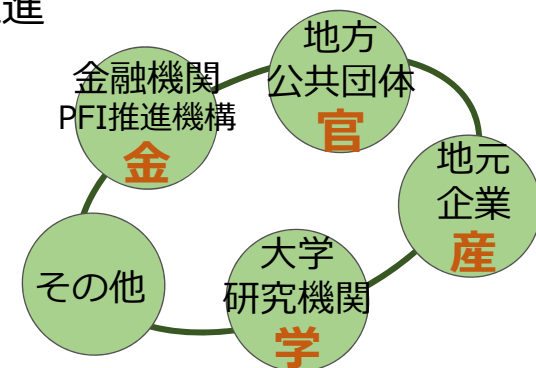 進
金融機関
PFI推進機構
金
地方
公共団体
官
地元
企業
産
大学
研究機関
学
その他